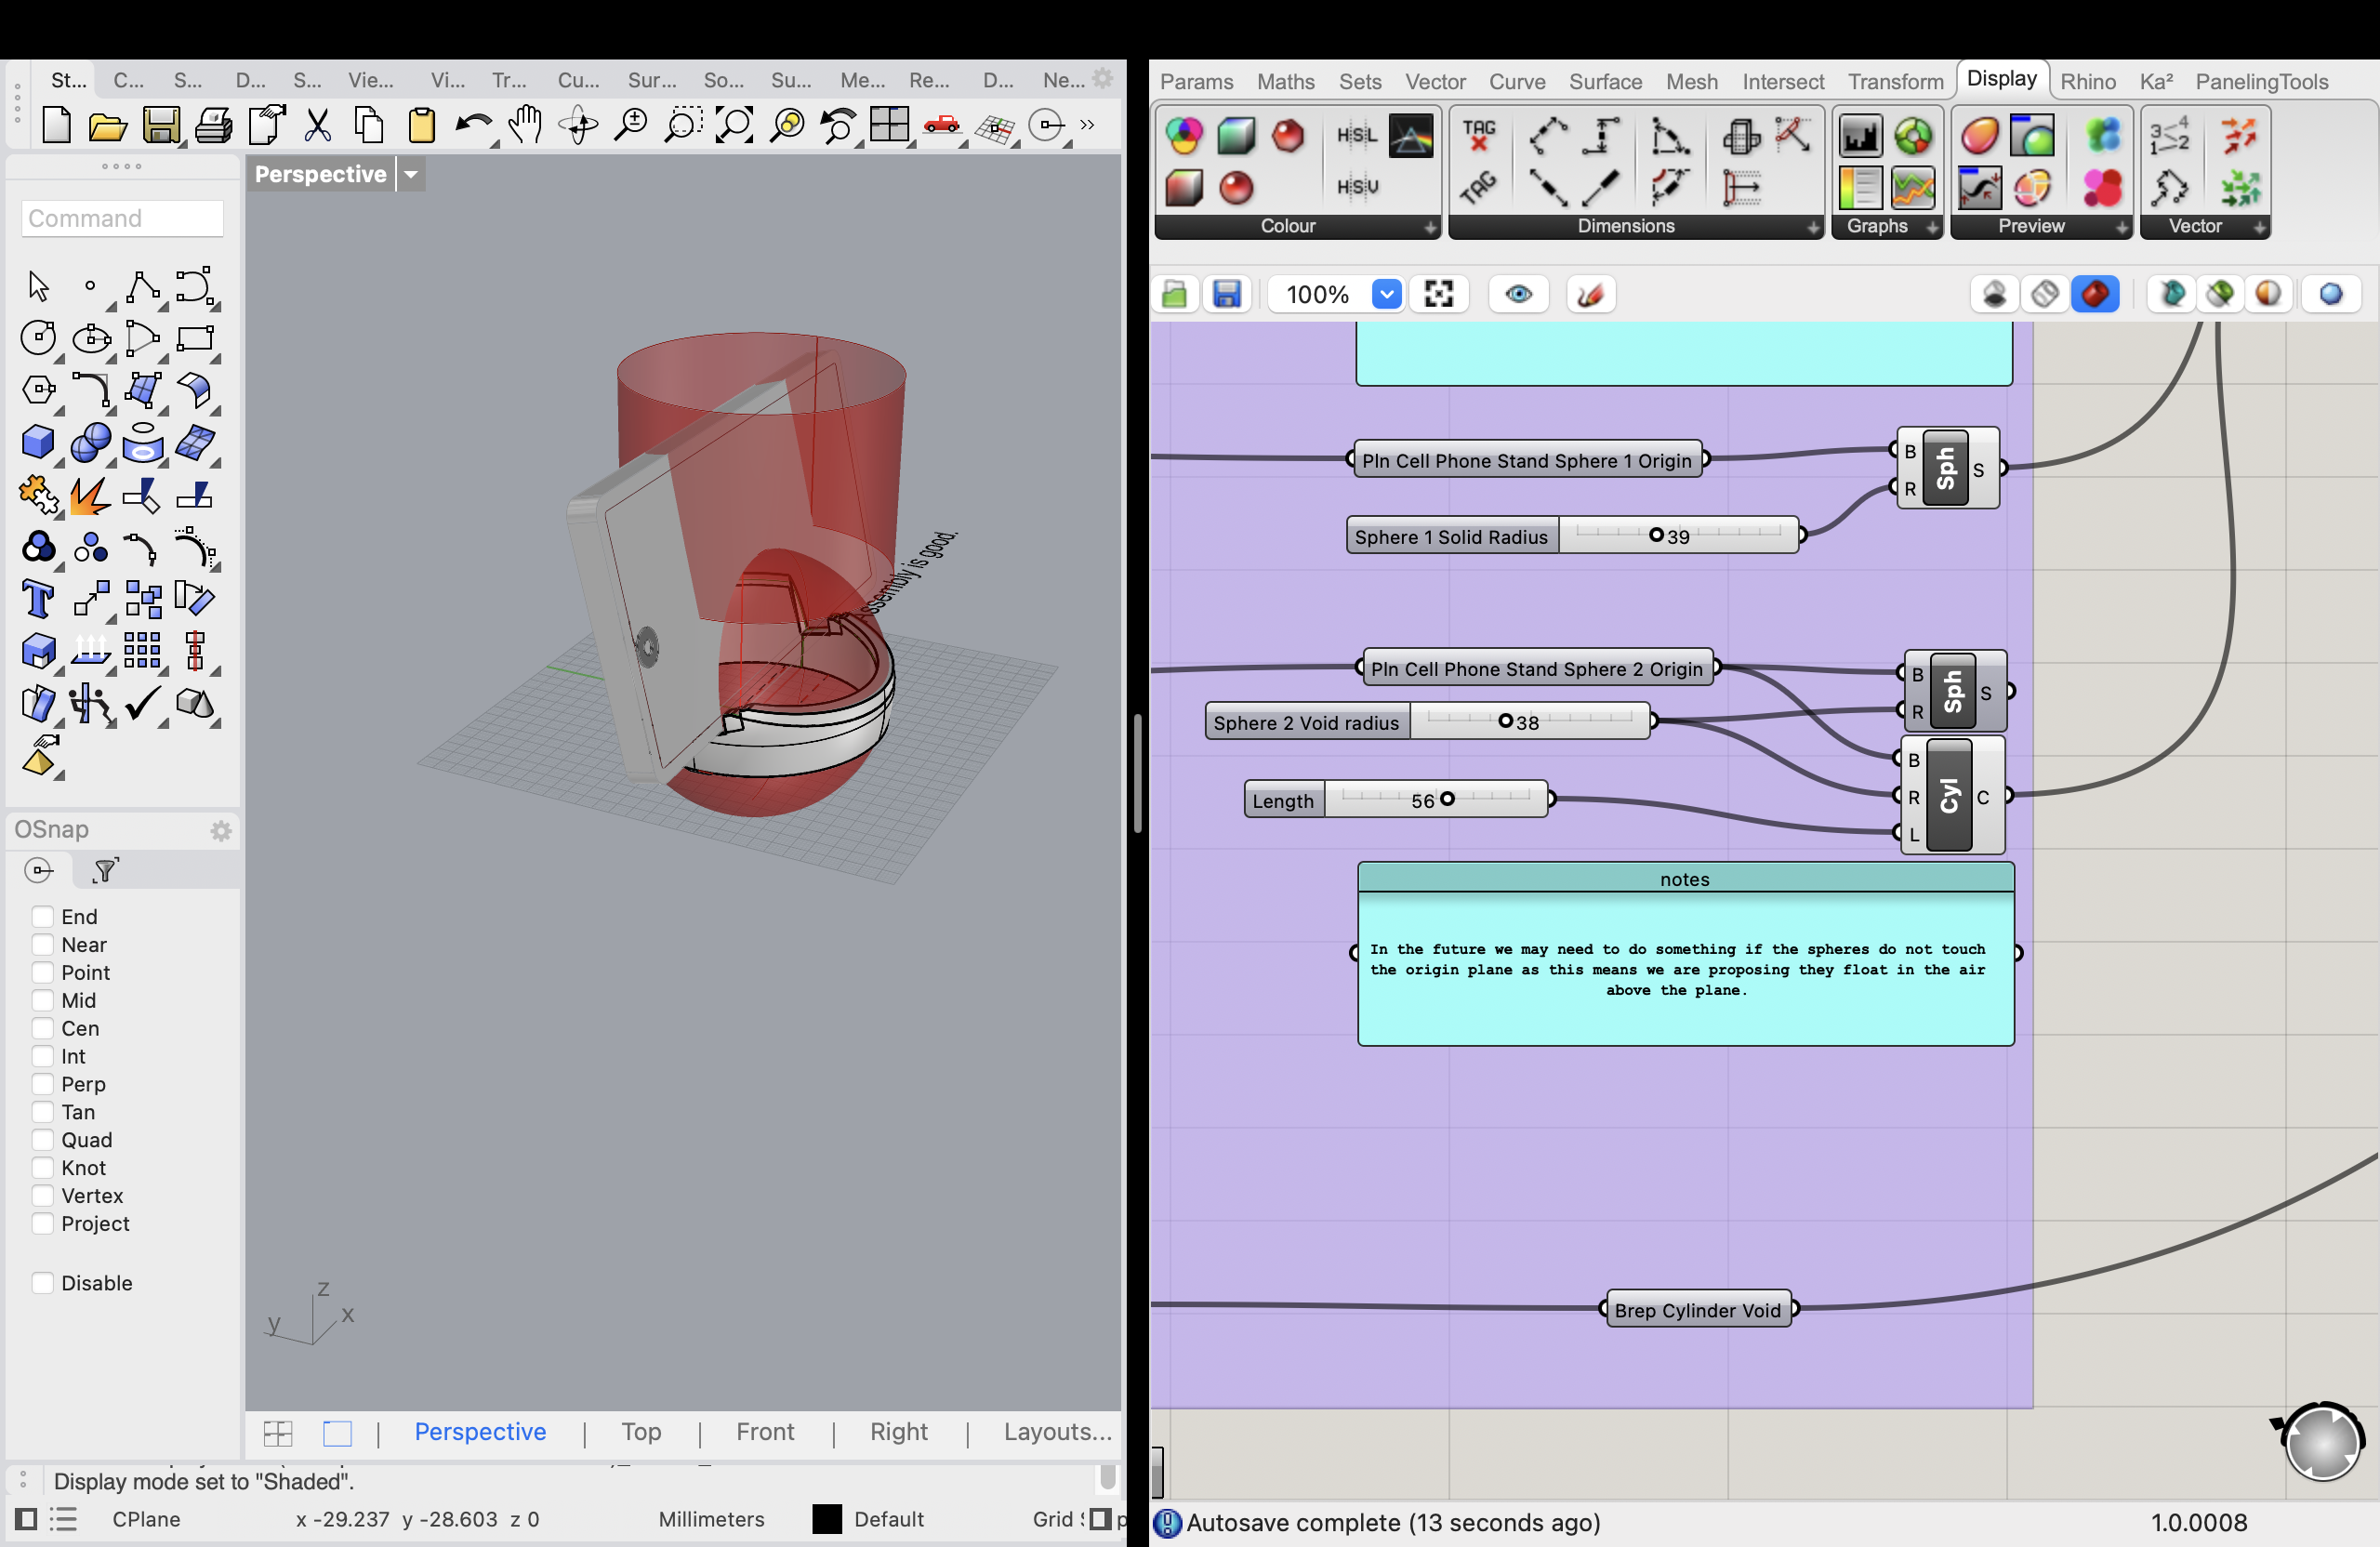 St... C... S... D... S... Vie... Vi... Tr... Cu... Sur... So... Su... Me... Re... D... Ne...
Perspective
Command
ssembly is good.
OSnap
End
Near
Point
Mid
Cen
Int
Perp
Tan
Quad
Knot
Vertex
Project
Disable
z
y x
Perspective | Top | Front | Right | Layouts...
Display mode set to "Shaded".
CPlane x -29.237 y -28.603 z 0 Millimeters Default Grid
Params Maths Sets Vector Curve Surface Mesh Intersect Transform Display Rhino Ka² PanelingTools
H|S|L
H|S|V
TAG
TAG
Colour Dimensions Graphs Preview Vector
100%
Pln Cell Phone Stand Sphere 1 Origin
B
R
Sph
S
Sphere 1 Solid Radius 39
Pln Cell Phone Stand Sphere 2 Origin
B
R
Sph
S
Sphere 2 Void radius 38
Length 56
B
R
L
Cyl
C
notes
In the future we may need to do something if the spheres do not touch
the origin plane as this means we are proposing they float in the air
above the plane.
Brep Cylinder Void
Autosave complete (13 seconds ago)
1.0.0008